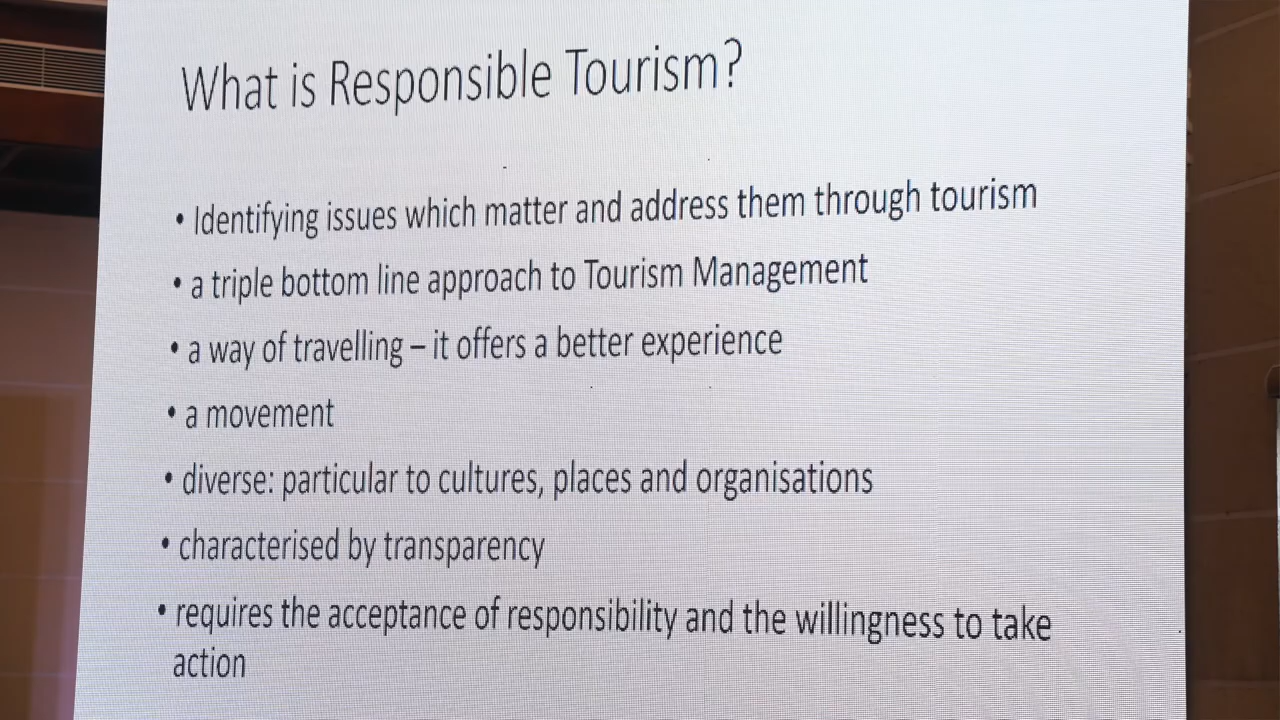 What is Responsible Tourism?
• Identifying issues which matter and address them through tourism
• a triple bottom line approach to Tourism Management
• a way of travelling – it offers a better experience
• a movement
• diverse: particular to cultures, places and organisations
• characterised by transparency
• requires the acceptance of responsibility and the willingness to take
action